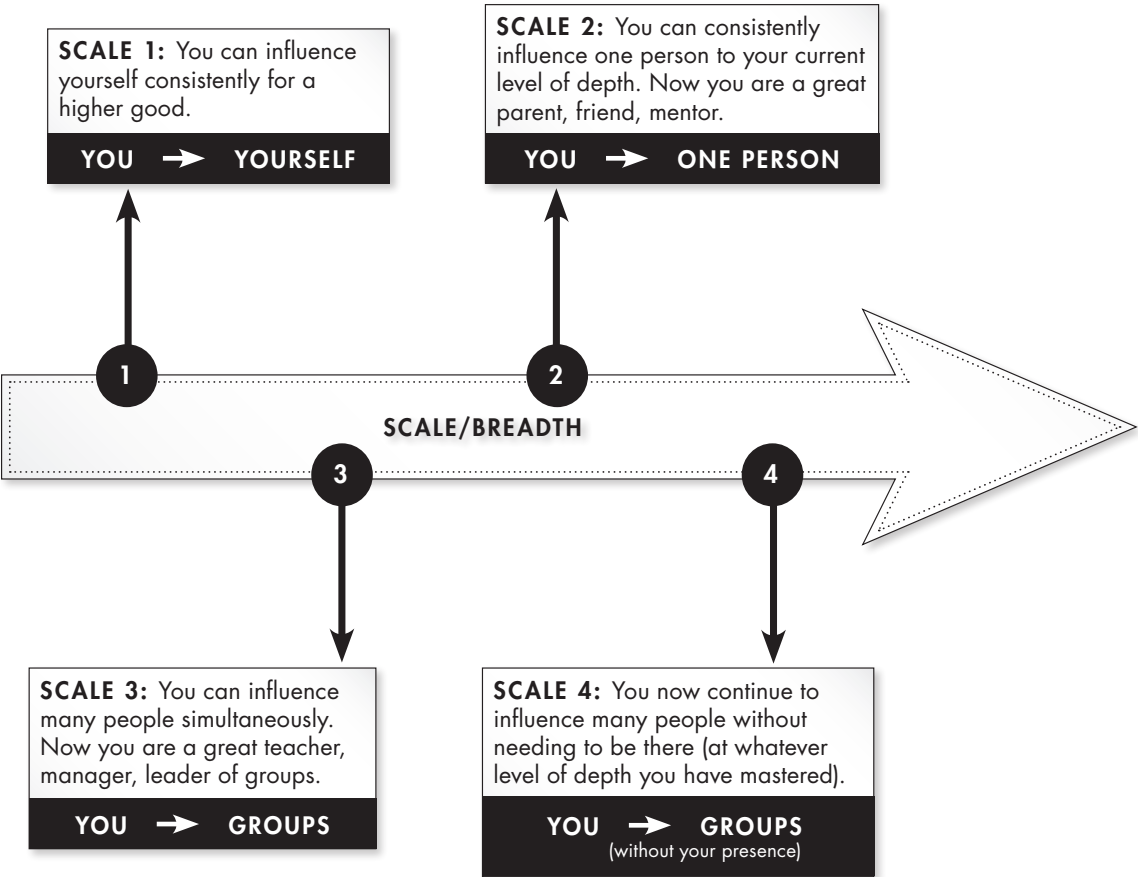 SCALE 1: You can influence
yourself consistently for a
higher good.
YOU → YOURSELF
SCALE 2: You can consistently
influence one person to your current
level of depth. Now you are a great
parent, friend, mentor.
YOU → ONE PERSON
1
2
SCALE/BREADTH
3
4
SCALE 3: You can influence
many people simultaneously.
Now you are a great teacher,
manager, leader of groups.
YOU → GROUPS
SCALE 4: You now continue to
influence many people without
needing to be there (at whatever
level of depth you have mastered).
YOU → GROUPS
(without your presence)